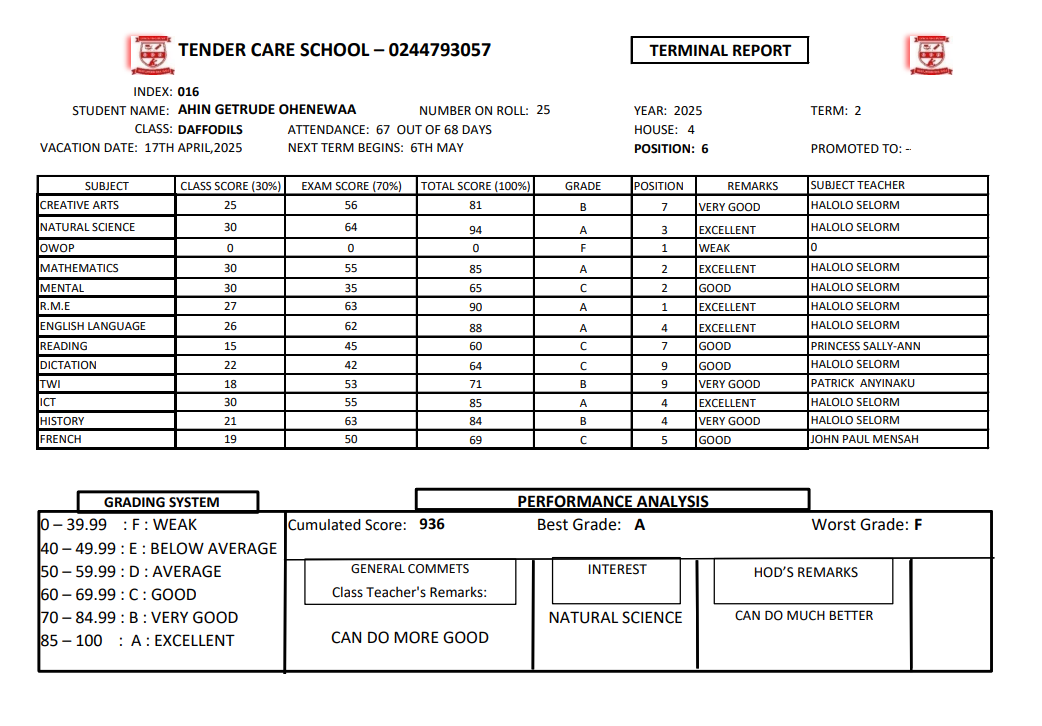 TENDER CARE SCHOOL – 0244793057
TERMINAL REPORT
INDEX: 016
STUDENT NAME: AHIN GETRUDE OHENEWAA NUMBER ON ROLL: 25 YEAR: 2025 TERM: 2
CLASS: DAFFODILS ATTENDANCE: 67 OUT OF 68 DAYS HOUSE: 4
VACATION DATE: 17TH APRIL,2025 NEXT TERM BEGINS: 6TH MAY POSITION: 6 PROMOTED TO: --
SUBJECT CLASS SCORE (30%) EXAM SCORE (70%) TOTAL SCORE (100%) GRADE POSITION REMARKS SUBJECT TEACHER
CREATIVE ARTS 25 56 81 B 7 VERY GOOD HALOLO SELORM
NATURAL SCIENCE 30 64 94 A 3 EXCELLENT HALOLO SELORM
OWOP 0 0 0 F 1 WEAK 0
MATHEMATICS 30 55 85 A 2 EXCELLENT HALOLO SELORM
MENTAL 30 35 65 C 2 GOOD HALOLO SELORM
R.M.E 27 63 90 A 1 EXCELLENT HALOLO SELORM
ENGLISH LANGUAGE 26 62 88 A 4 EXCELLENT HALOLO SELORM
READING 15 45 60 C 7 GOOD PRINCESS SALLY-ANN
DICTATION 22 42 64 C 9 GOOD HALOLO SELORM
TWI 18 53 71 B 9 VERY GOOD PATRICK ANYINAKU
ICT 30 55 85 A 4 EXCELLENT HALOLO SELORM
HISTORY 21 63 84 B 4 VERY GOOD HALOLO SELORM
FRENCH 19 50 69 C 5 GOOD JOHN PAUL MENSAH
GRADING SYSTEM
0 – 39.99 : F : WEAK
40 – 49.99 : E : BELOW AVERAGE
50 – 59.99 : D : AVERAGE
60 – 69.99 : C : GOOD
70 – 84.99 : B : VERY GOOD
85 – 100 : A : EXCELLENT
PERFORMANCE ANALYSIS
Cumulated Score: 936 Best Grade: A Worst Grade: F
GENERAL COMMETS
Class Teacher's Remarks:
CAN DO MORE GOOD
INTEREST
NATURAL SCIENCE
HOD'S REMARKS
CAN DO MUCH BETTER